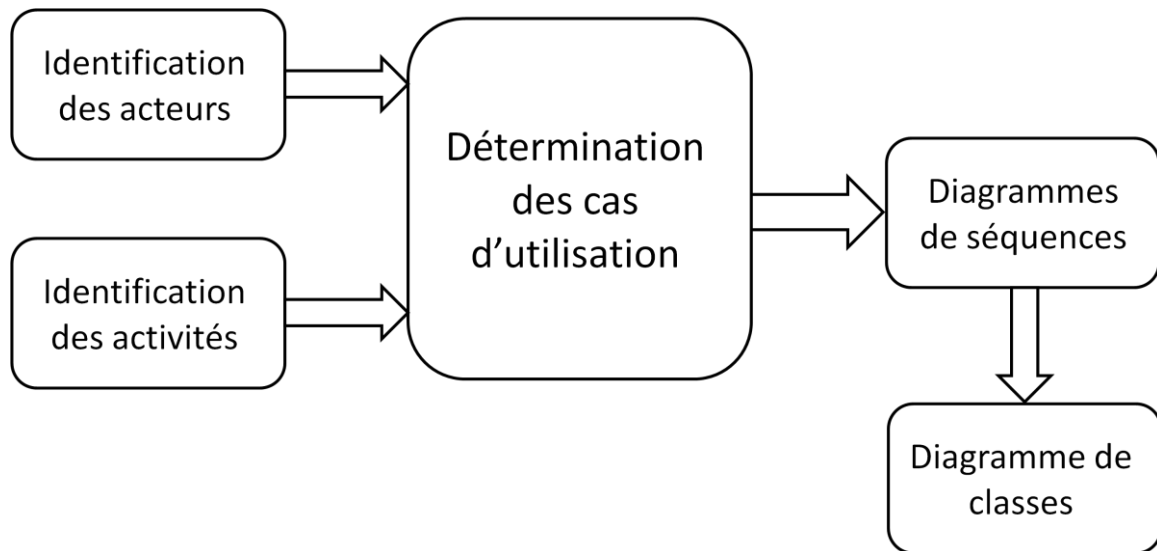 Identification
des acteurs
Identification
des activités
Détermination
des cas
d’utilisation
Diagrammes
de séquences
Diagramme de
classes